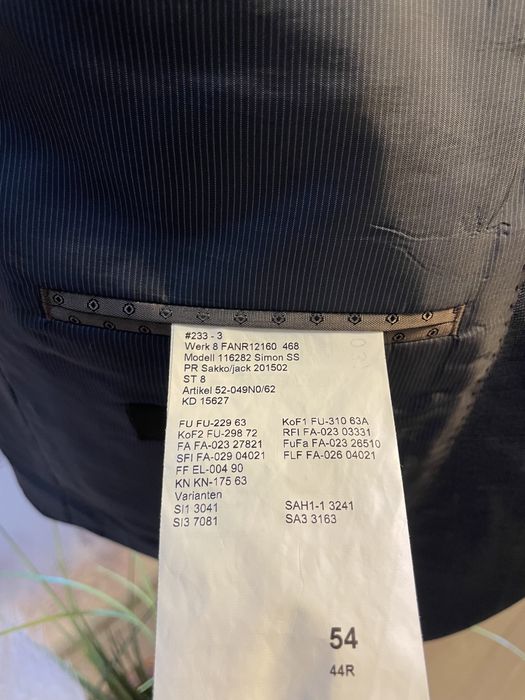 #233 - 3
Werk 8 FANR12160 468
Modell 116282 Simon SS
PR Sakko/jack 201502
ST 8
Artikel 52-049N0/62
KD 15627
FU FU-229 63 KoF1 FU-310 63A
KoF2 FU-298 72 RFI FA-023 03331
FA FA-023 27821 FuFa FA-023 26510
SFI FA-029 04021 FLF FA-026 04021
FF EL-004 90
KN KN-175 63
Varianten
SI1 3041 SAH1-1 3241
SI3 7081 SA3 3163
54
44R